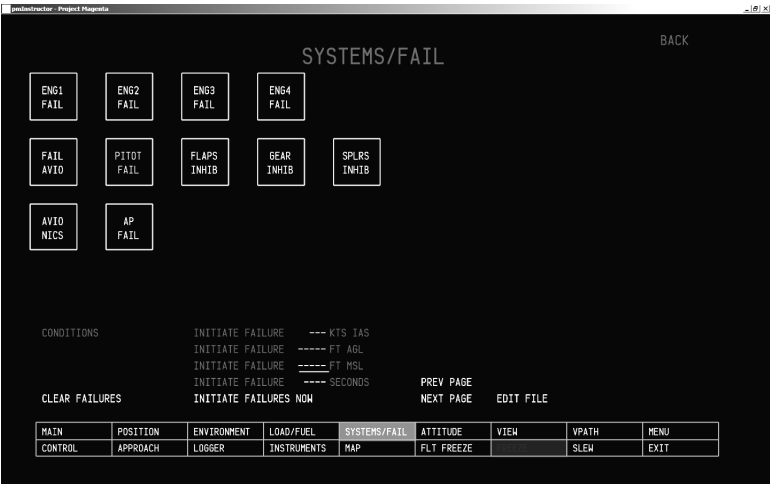 pmInstructor - Project Magenta
BACK
SYSTEMS/FAIL
ENG1 FAIL
ENG2 FAIL
ENG3 FAIL
ENG4 FAIL
FAIL AVIO
PITOT FAIL
FLAPS INHIB
GEAR INHIB
SPLRS INHIB
AVIO NICS
AP FAIL
CONDITIONS
INITIATE FAILURE --- KTS IAS
INITIATE FAILURE ----- FT AGL
INITIATE FAILURE ----- FT MSL
INITIATE FAILURE ---- SECONDS
PREV PAGE
CLEAR FAILURES
INITIATE FAILURES NOW
NEXT PAGE
EDIT FILE
MAIN POSITION ENVIRONMENT LOAD/FUEL SYSTEMS/FAIL ATTITUDE VIEW VPATH MENU
CONTROL APPROACH LOGGER INSTRUMENTS MAP FLT FREEZE SLEW EXIT